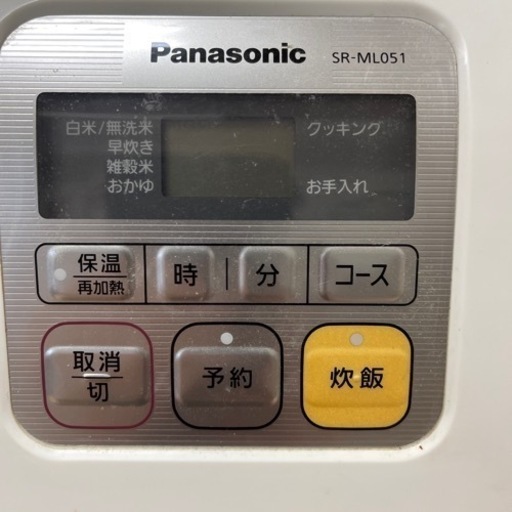 Panasonic SR-ML051
白米/無洗米 クッキング
早炊き
雑穀米
おかゆ お手入れ
保温 時 分 コース
再加熱
取消 予約 炊飯
切